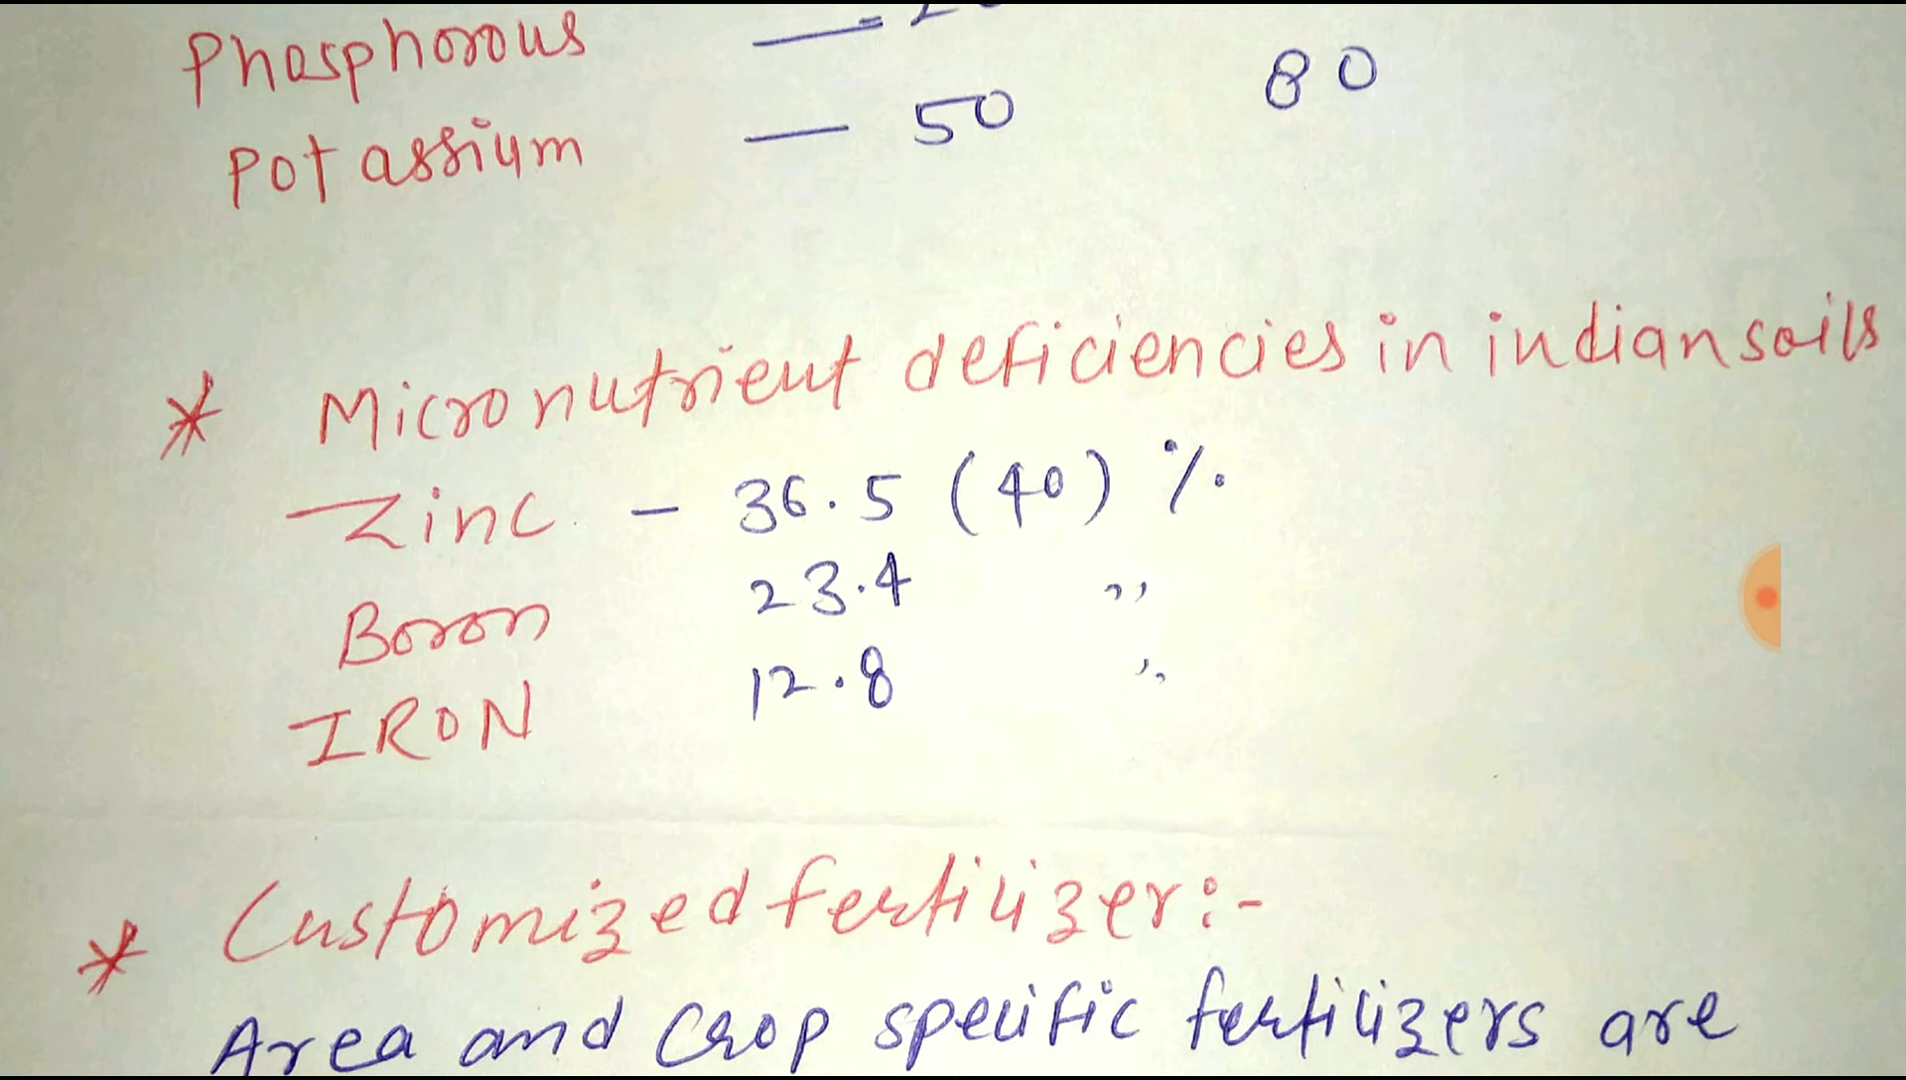 Phosphorous —
Potassium — 50 80
* Micronutrient deficiencies in indian soils
Zinc - 36.5 (40) %.
Boron 23.4 ,,
IRON 12.8 ,,
* Customized fertilizer:-
Area and crop specific fertilizers are